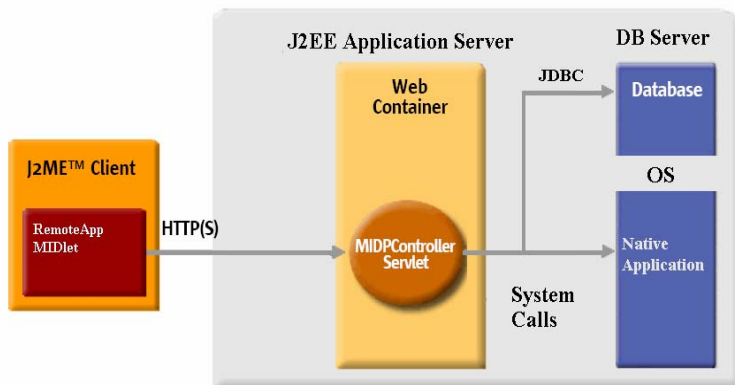 J2EE Application Server
DB Server
Web
Container
JDBC
Database
J2ME™ Client
OS
RemoteApp
MIDlet
HTTP(S)
MIDPController
Servlet
Native
Application
System
Calls